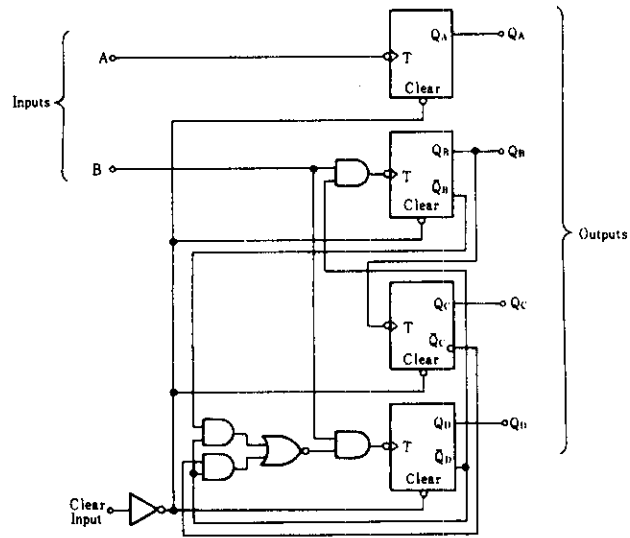 Q_A
Q_A
A
T
Clear
Inputs
Q_B
Q_B
B
T
Q̄_B
Clear
Outputs
Q_C
Q_C
T
Q̄_C
Clear
Q_D
Q_D
T
Q̄_D
Clear
Clear
Input